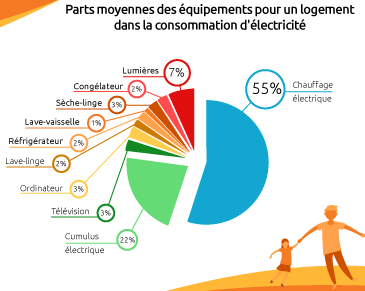 Parts moyennes des équipements pour un logement
dans la consommation d'électricité
Lumières 7%
Congélateur 2%
Sèche-linge 3%
Lave-vaisselle 1%
Réfrigérateur 2%
Lave-linge 2%
Ordinateur 3%
Télévision 3%
Cumulus
électrique 22%
55% Chauffage
électrique